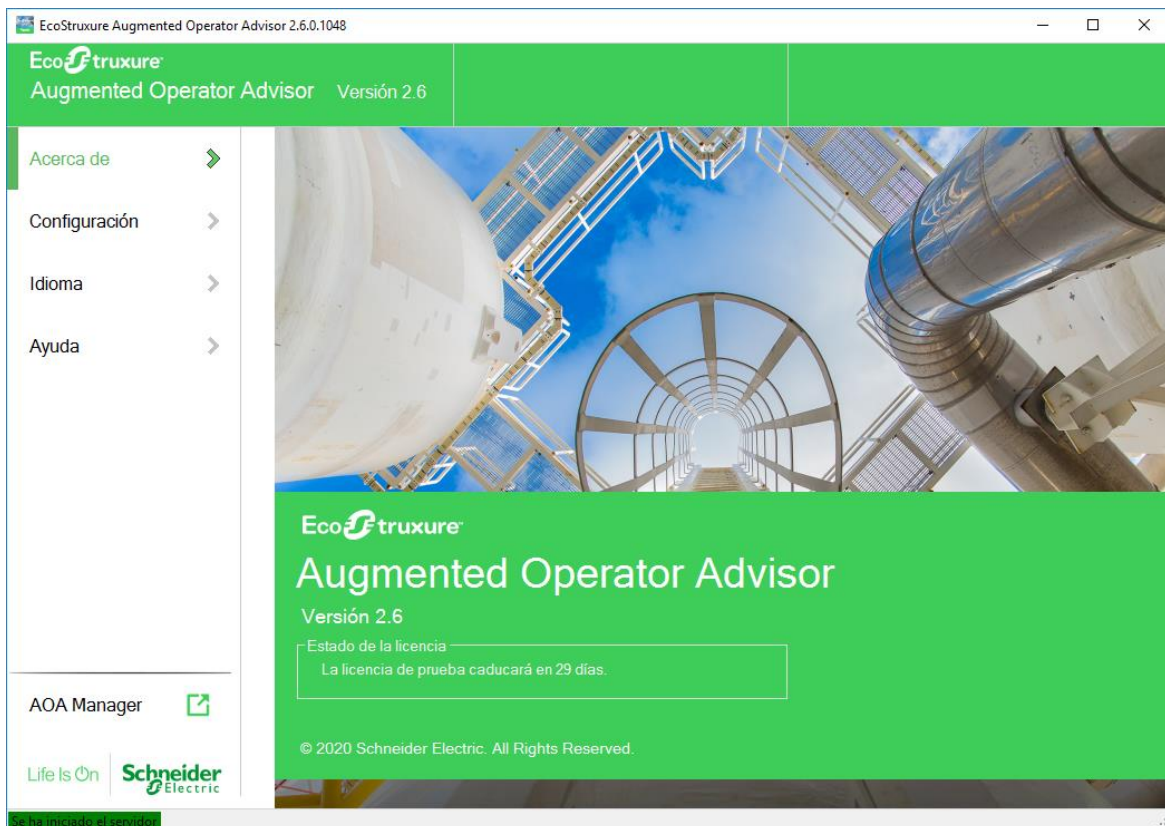 EcoStruxure Augmented Operator Advisor 2.6.0.1048
EcoStruxure™
Augmented Operator Advisor Versión 2.6
Acerca de
Configuración
Idioma
Ayuda
EcoStruxure™
Augmented Operator Advisor
Versión 2.6
Estado de la licencia
La licencia de prueba caducará en 29 días.
© 2020 Schneider Electric. All Rights Reserved.
AOA Manager
Life Is On Schneider Electric
Se ha iniciado el servidor.